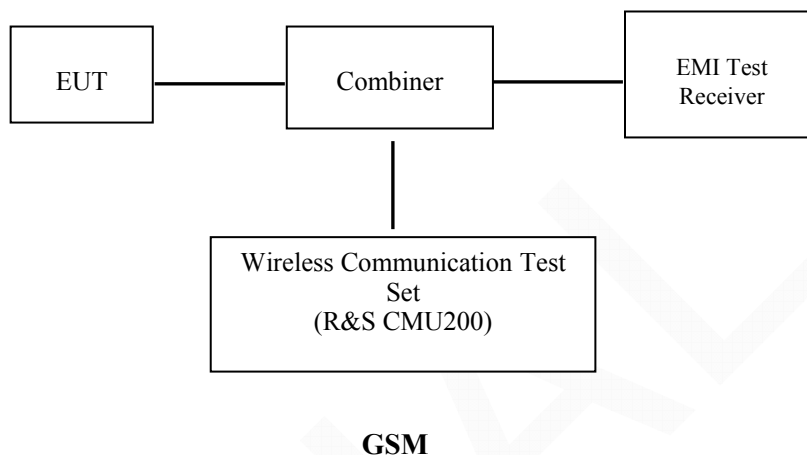 EUT
Combiner
EMI Test
Receiver
Wireless Communication Test
Set
(R&S CMU200)
GSM